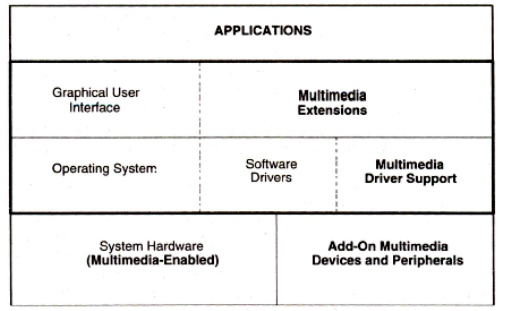 APPLICATIONS
Graphical User
Interface
Multimedia
Extensions
Operating System
Software
Drivers
Multimedia
Driver Support
System Hardware
(Multimedia-Enabled)
Add-On Multimedia
Devices and Peripherals